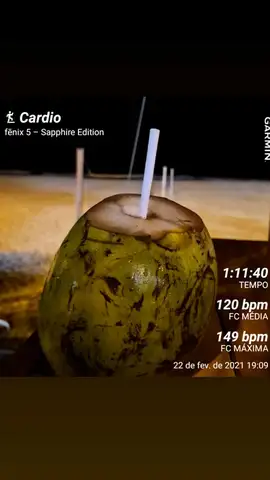 Cardio
fēnix 5 – Sapphire Edition
GARMIN
1:11:40
TEMPO
120 bpm
FC MÉDIA
149 bpm
FC MÁXIMA
22 de fev. de 2021 19:09